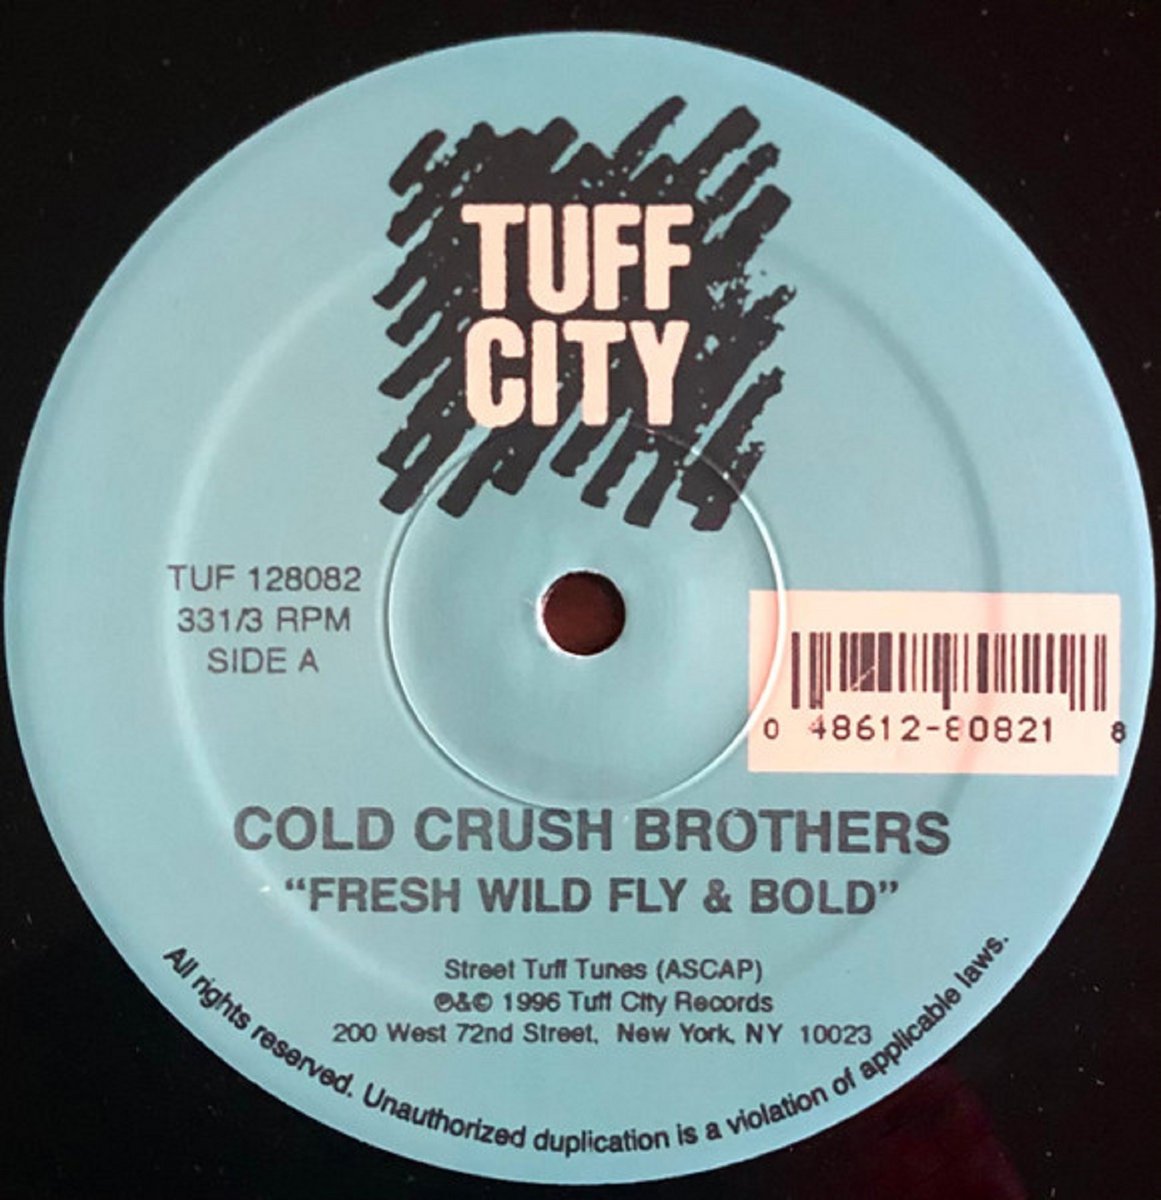 TUFF
CITY
TUF 128082
331/3 RPM
SIDE A
0 48612-80821 8
COLD CRUSH BROTHERS
“FRESH WILD FLY & BOLD”
Street Tuff Tunes (ASCAP)
℗&© 1996 Tuff City Records
200 West 72nd Street, New York, NY 10023
All rights reserved. Unauthorized duplication is a violation of applicable laws.